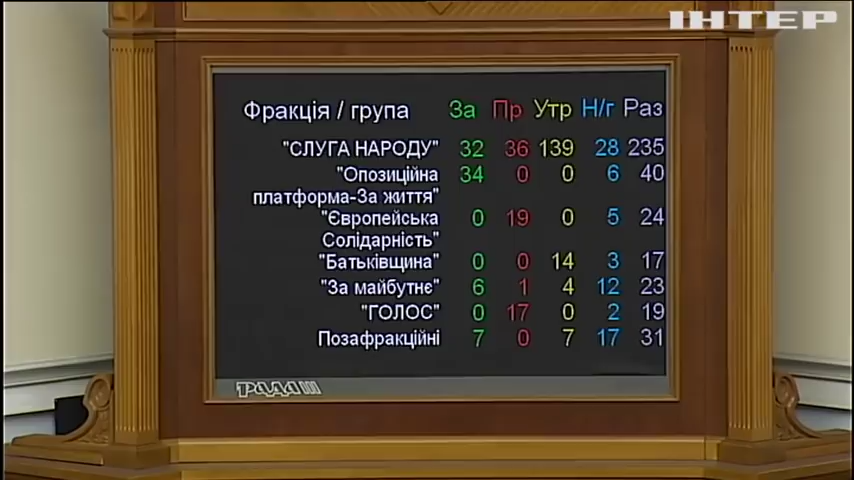 ІНТЕР
Фракція / група За Пр Утр Н/г Раз
"СЛУГА НАРОДУ" 32 36 139 28 235
"Опозиційна 34 0 0 6 40
платформа-За життя"
"Європейська 0 19 0 5 24
Солідарність"
"Батьківщина" 0 0 14 3 17
"За майбутнє" 6 1 4 12 23
"ГОЛОС" 0 17 0 2 19
Позафракційні 7 0 7 17 31
РАДА III